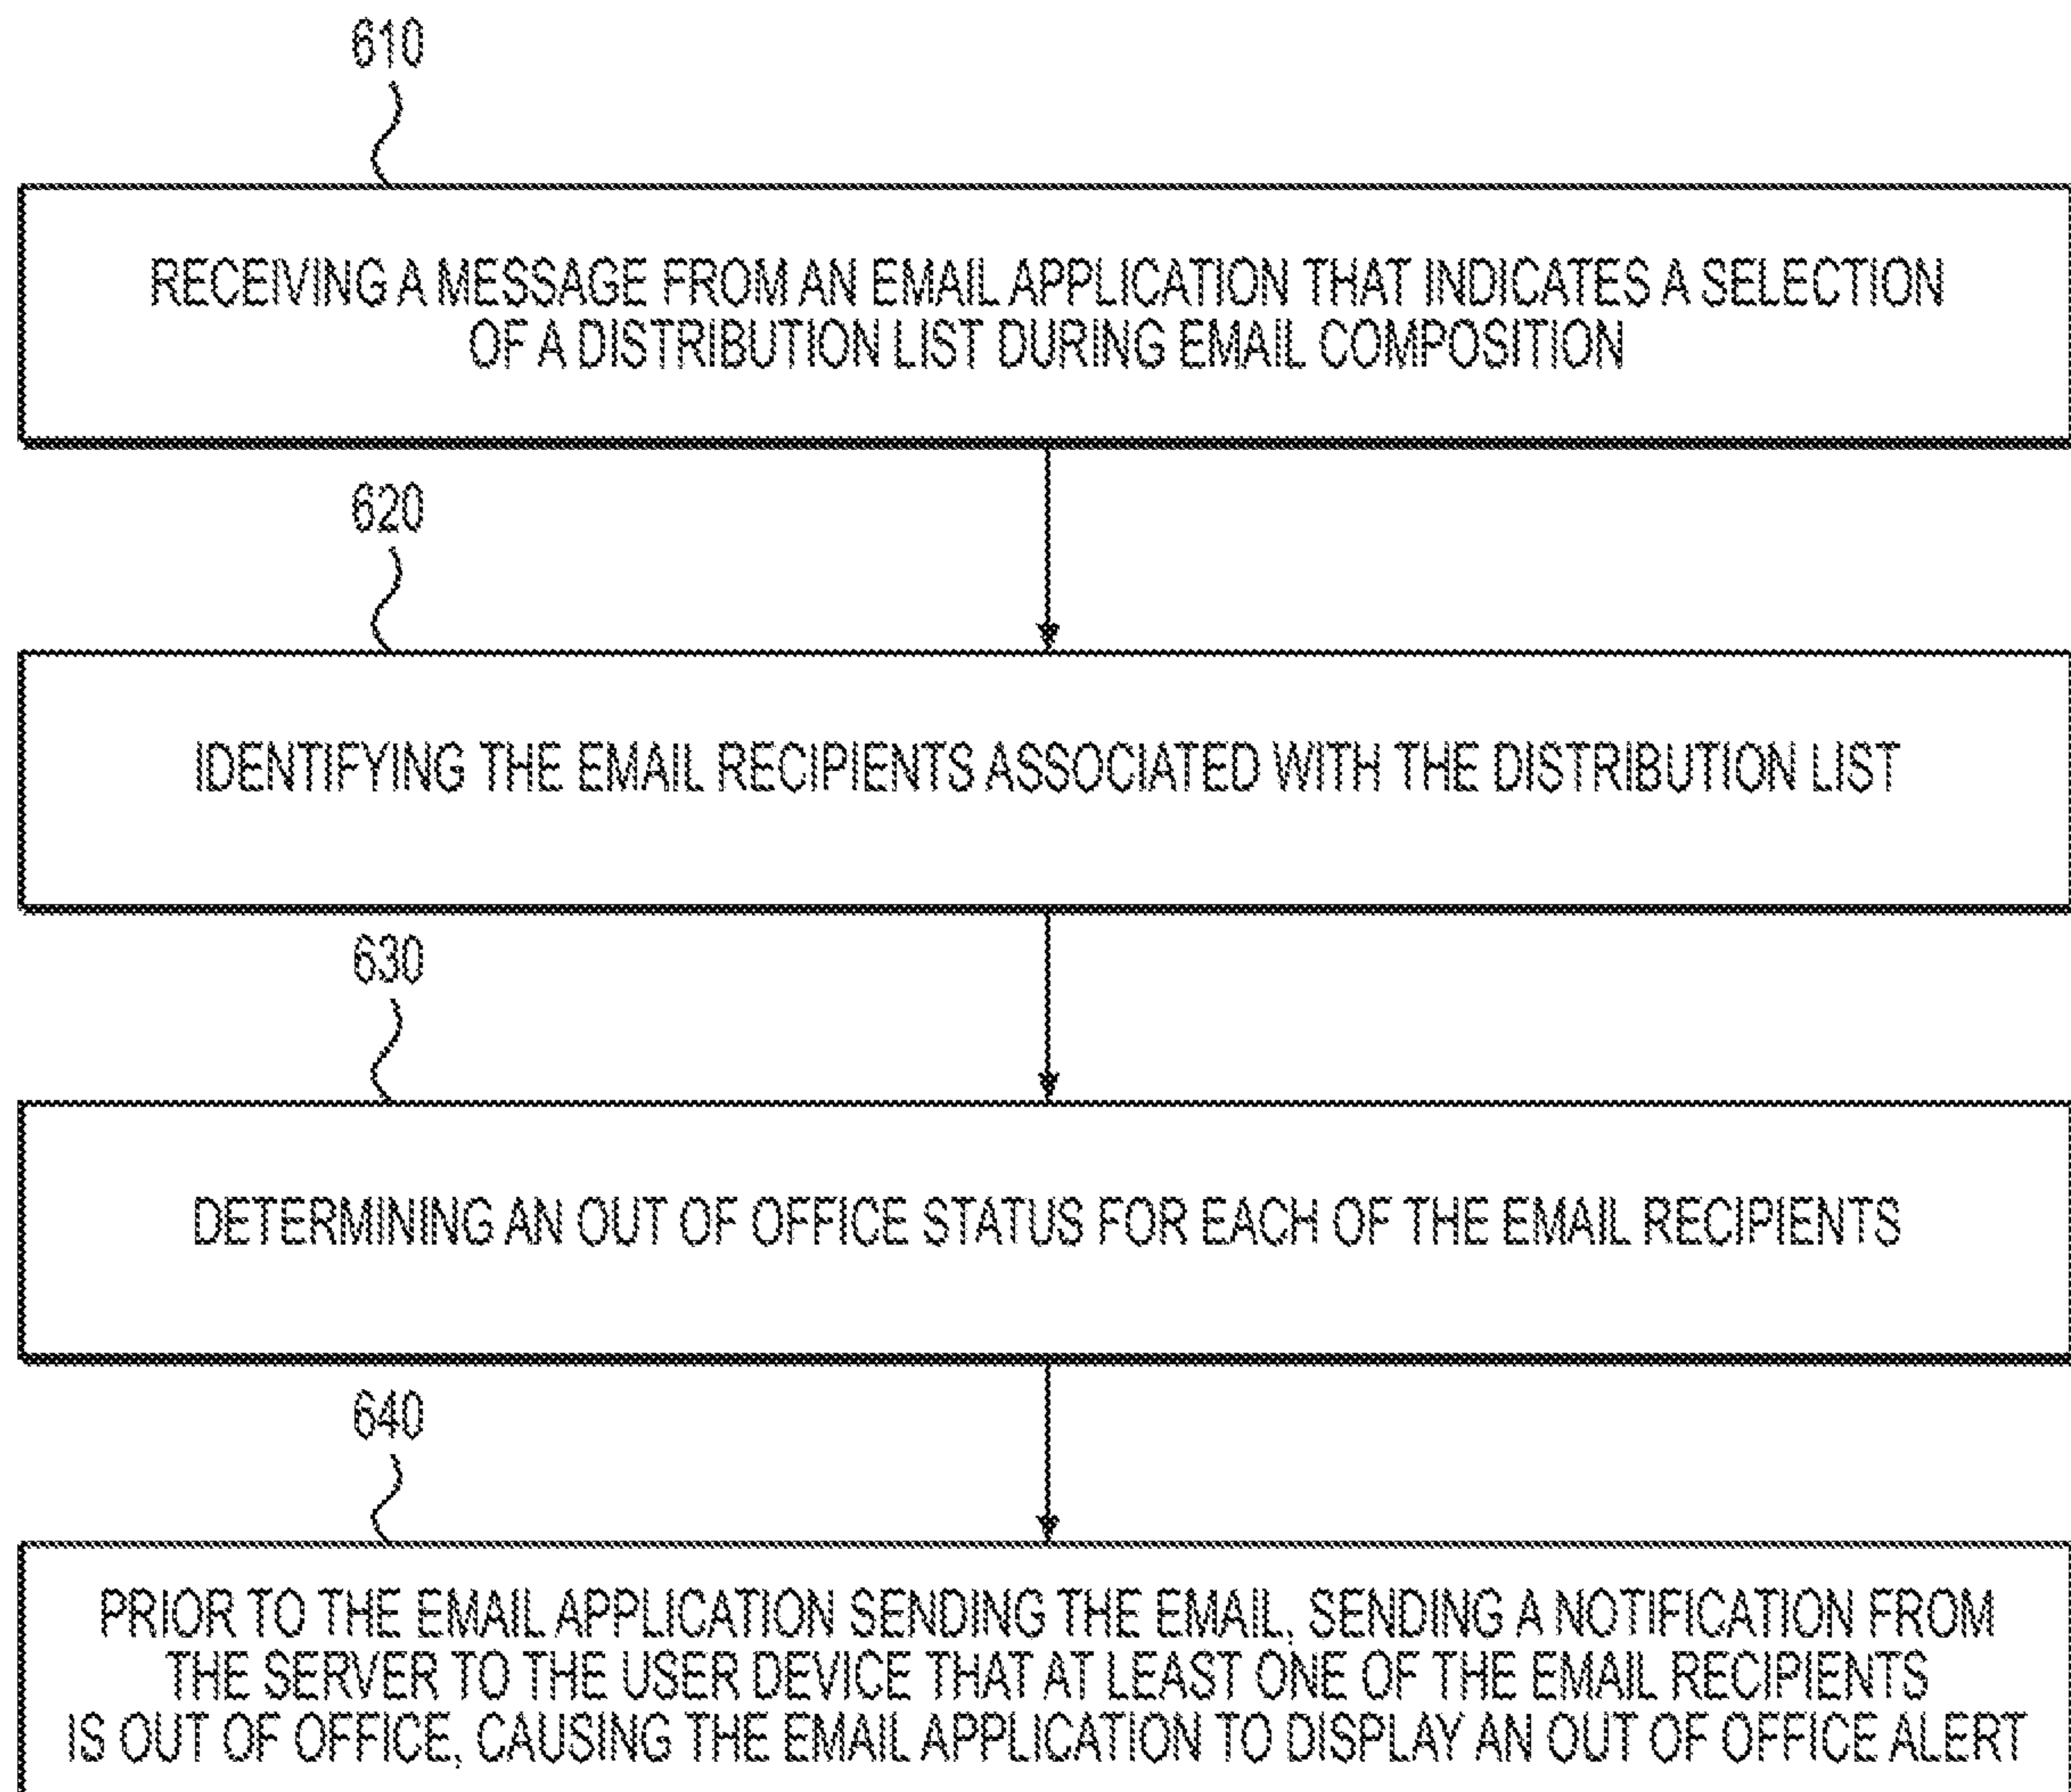 610
RECEIVING A MESSAGE FROM AN EMAIL APPLICATION THAT INDICATES A SELECTION
OF A DISTRIBUTION LIST DURING EMAIL COMPOSITION
620
IDENTIFYING THE EMAIL RECIPIENTS ASSOCIATED WITH THE DISTRIBUTION LIST
630
DETERMINING AN OUT OF OFFICE STATUS FOR EACH OF THE EMAIL RECIPIENTS
640
PRIOR TO THE EMAIL APPLICATION SENDING THE EMAIL, SENDING A NOTIFICATION FROM
THE SERVER TO THE USER DEVICE THAT AT LEAST ONE OF THE EMAIL RECIPIENTS
IS OUT OF OFFICE, CAUSING THE EMAIL APPLICATION TO DISPLAY AN OUT OF OFFICE ALERT